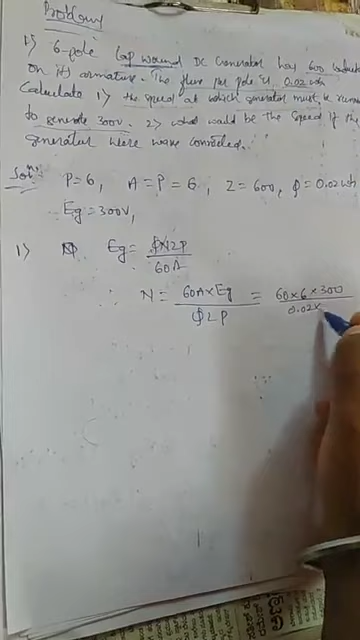 Problems
1) 6-pole lap wound DC Generator has 600
on its armature. The flux per pole is 0.02 wb
Calculate 1) the speed at which generator must be run
to generate 300V. 2) what would be the speed if the
generator were wave connected.
Soln: P=6, A=P=6, Z=600, ϕ=0.02 wb
Eg=300V,
1) Eg = ϕNZP
60A
∴ N = 60A×Eg = 60×6×300
ϕZP 0.02×